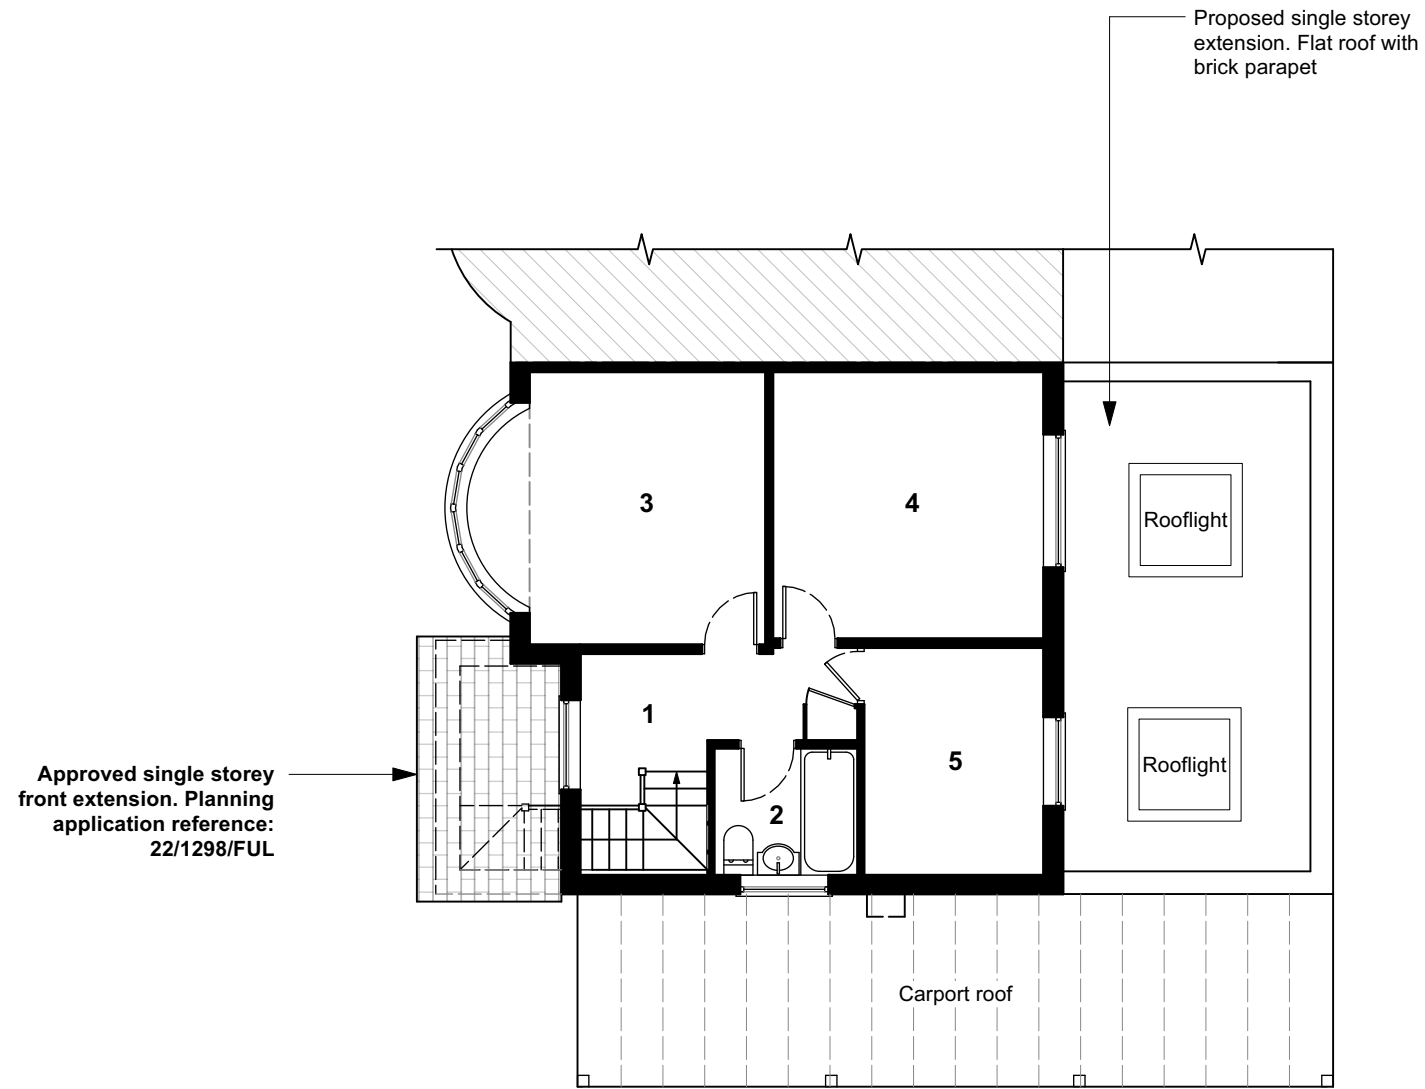 Proposed single storey
extension. Flat roof with
brick parapet
3
4
Rooflight
1
5
Rooflight
Approved single storey
front extension. Planning
application reference:
22/1298/FUL
2
Carport roof